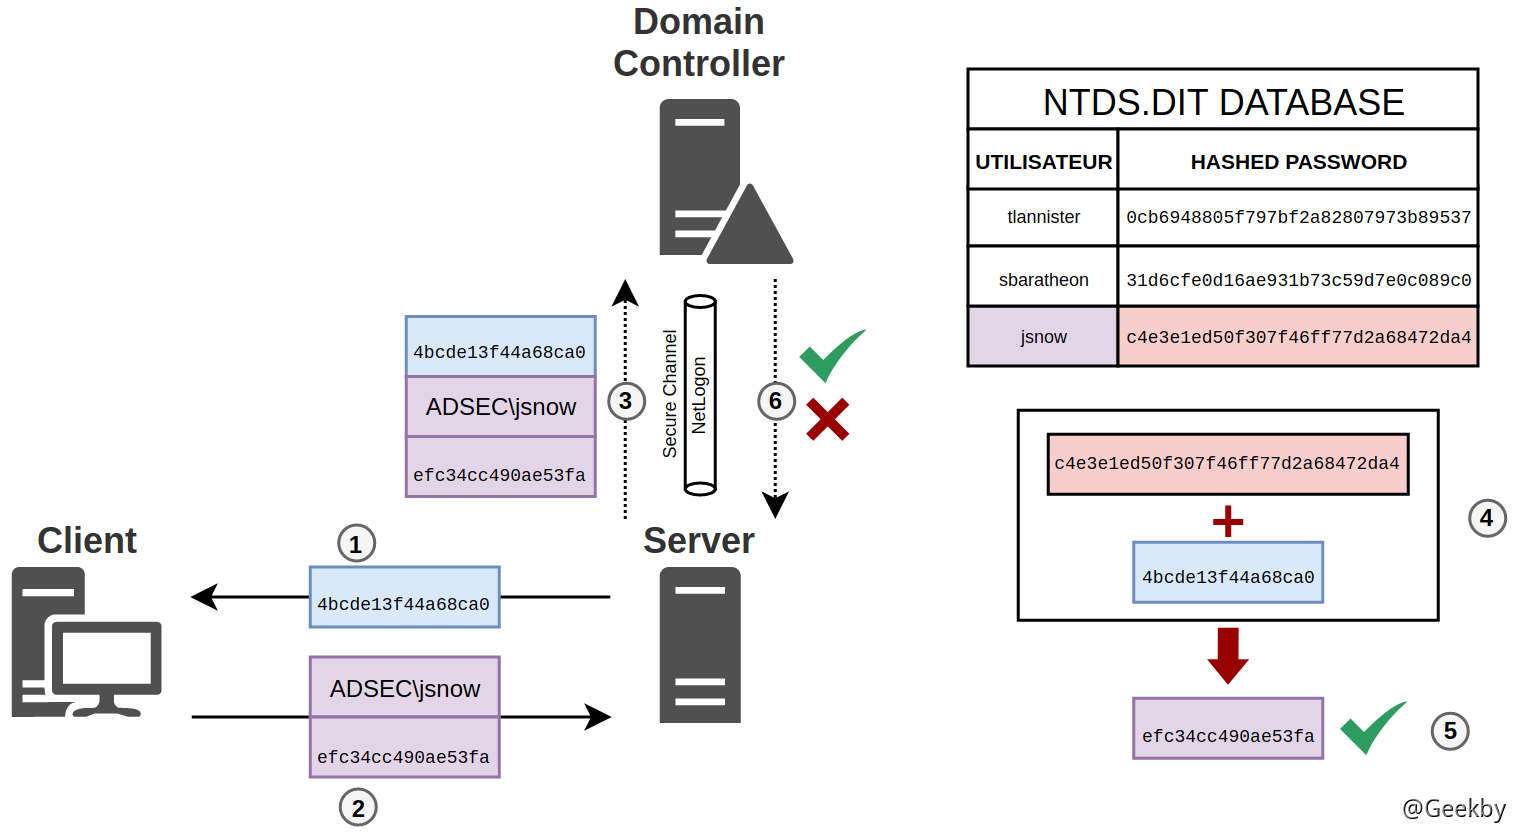 Domain
Controller
NTDS.DIT DATABASE
UTILISATEUR HASHED PASSWORD
tlannister 0cb6948805f797bf2a82807973b89537
sbaratheon 31d6cfe0d16ae931b73c59d7e0c089c0
jsnow c4e3e1ed50f307f46ff77d2a68472da4
4bcde13f44a68ca0
ADSEC\jsnow
efc34cc490ae53fa
3
Secure Channel
NetLogon
6
c4e3e1ed50f307f46ff77d2a68472da4
+
4bcde13f44a68ca0
4
efc34cc490ae53fa
5
Client
Server
1
4bcde13f44a68ca0
ADSEC\jsnow
efc34cc490ae53fa
2
@Geekby